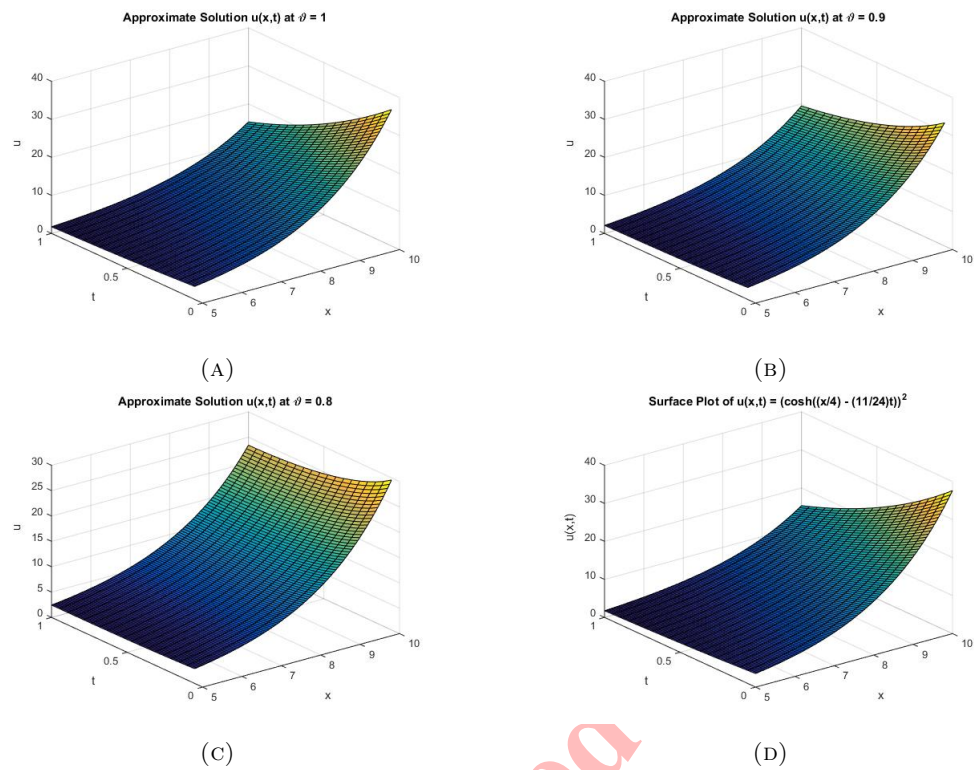 Approximate Solution u(x,t) at ϑ = 1
40
30
20
10
0
u
1
0.5
0
t
5
6
7
8
9
10
x
(A)
Approximate Solution u(x,t) at ϑ = 0.9
40
30
20
10
0
u
1
0.5
0
t
5
6
7
8
9
10
x
(B)
Approximate Solution u(x,t) at ϑ = 0.8
30
25
20
15
10
5
0
u
1
0.5
0
t
5
6
7
8
9
10
x
(C)
Surface Plot of u(x,t) = (cosh((x/4) - (11/24)t))²
40
30
20
10
0
u(x,t)
1
0.5
0
t
5
6
7
8
9
10
x
(D)